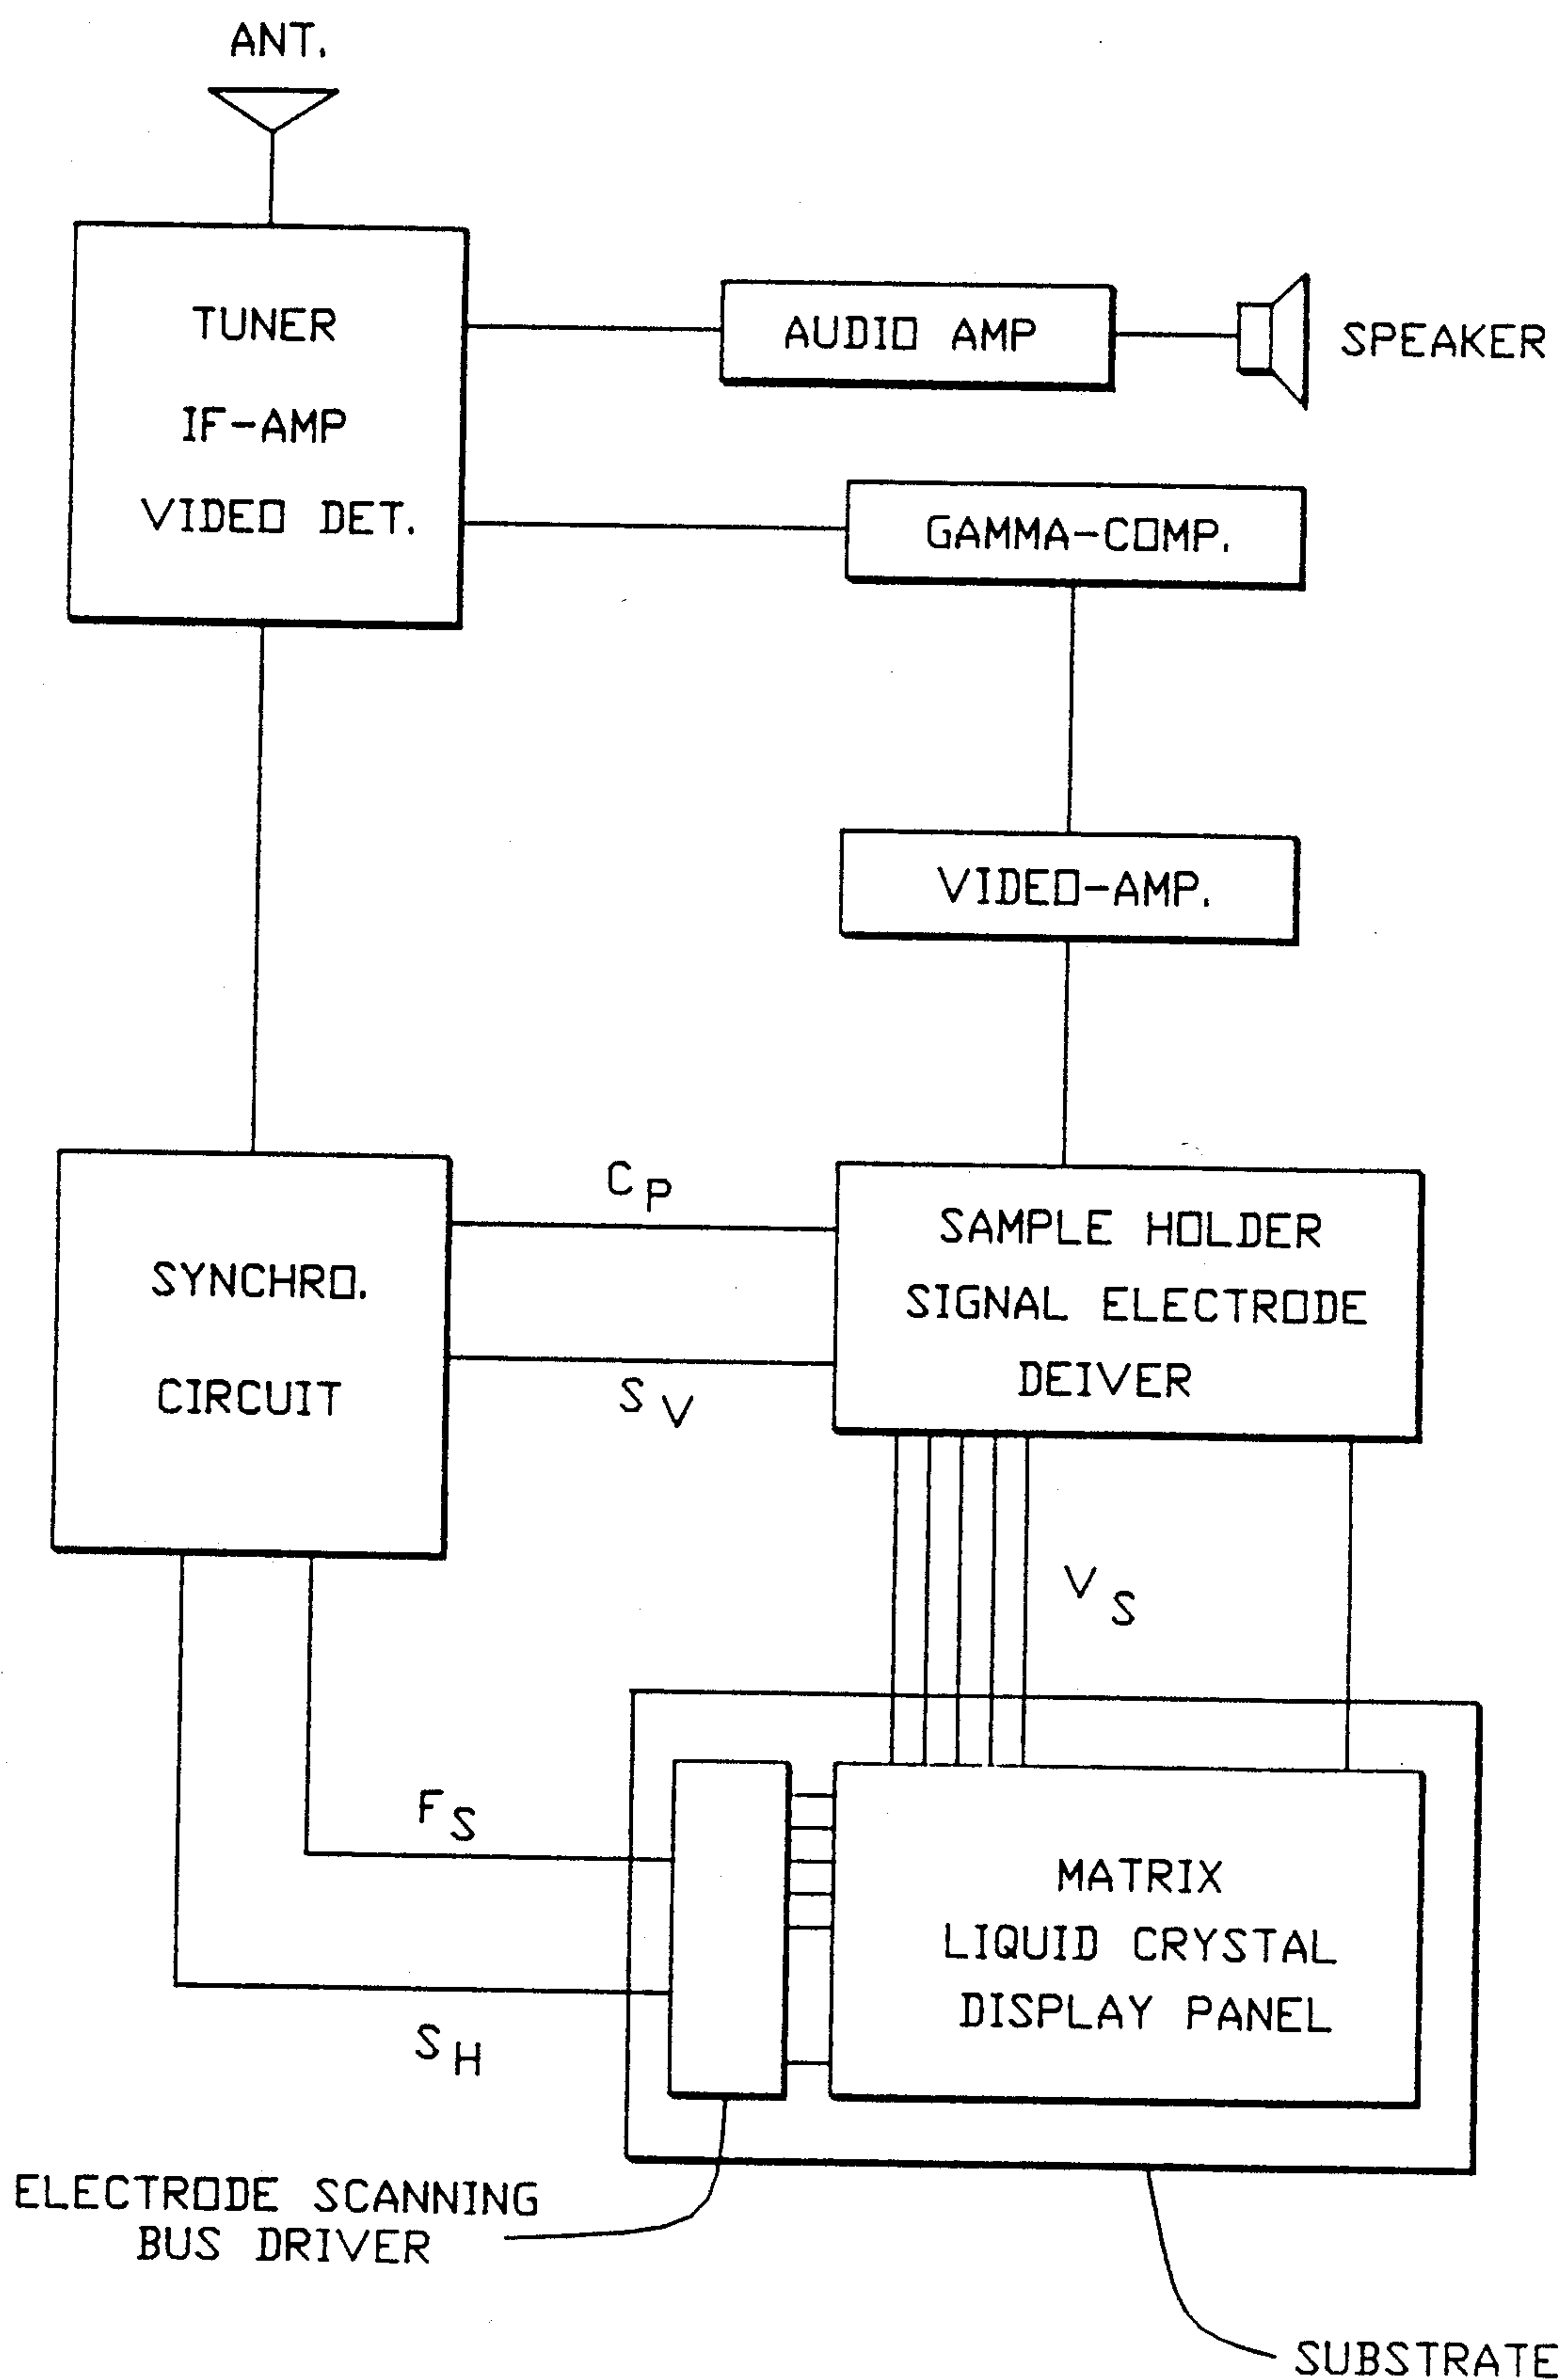 ANT.
TUNER
IF-AMP
VIDEO DET.
AUDIO AMP
SPEAKER
GAMMA-COMP.
VIDEO-AMP.
SYNCHRO.
CIRCUIT
CP
SV
SAMPLE HOLDER
SIGNAL ELECTRODE
DEIVER
VS
FS
SH
MATRIX
LIQUID CRYSTAL
DISPLAY PANEL
ELECTRODE SCANNING
BUS DRIVER
SUBSTRATE